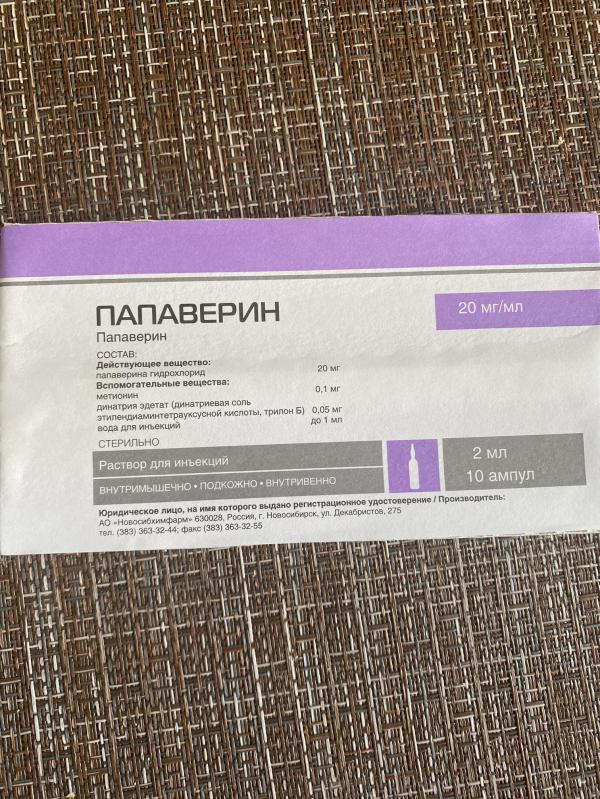 ПАПАВЕРИН
20 мг/мл
Папаверин
СОСТАВ:
Действующее вещество:
папаверина гидрохлорид 20 мг
Вспомогательные вещества:
метионин 0,1 мг
динатрия эдетат (динатриевая соль
этилендиаминтетрауксусной кислоты, трилон Б) 0,05 мг
вода для инъекций до 1 мл
СТЕРИЛЬНО
Раствор для инъекций
ВНУТРИМЫШЕЧНО • ПОДКОЖНО • ВНУТРИВЕННО
2 мл
10 ампул
Юридическое лицо, на имя которого выдано регистрационное удостоверение / Производитель:
АО «Новосибхимфарм» 630028, Россия, г. Новосибирск, ул. Декабристов, 275
тел. (383) 363-32-44; факс (383) 363-32-55